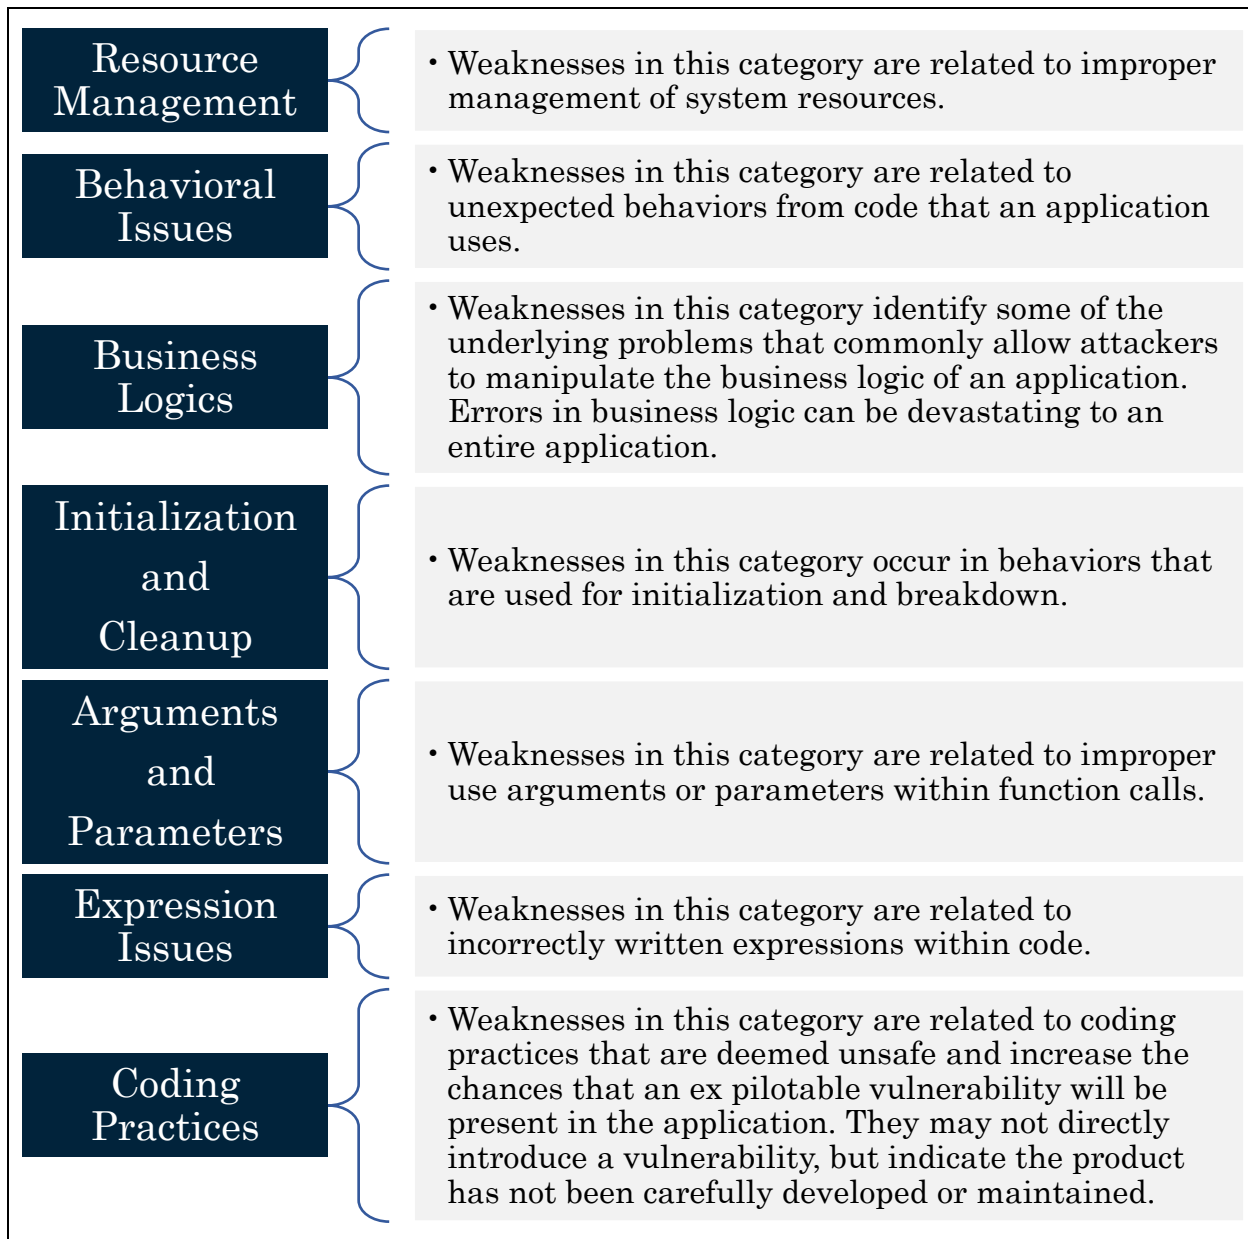 Resource
Management
• Weaknesses in this category are related to improper
management of system resources.
Behavioral
Issues
• Weaknesses in this category are related to
unexpected behaviors from code that an application
uses.
Business
Logics
• Weaknesses in this category identify some of the
underlying problems that commonly allow attackers
to manipulate the business logic of an application.
Errors in business logic can be devastating to an
entire application.
Initialization
and
Cleanup
• Weaknesses in this category occur in behaviors that
are used for initialization and breakdown.
Arguments
and
Parameters
• Weaknesses in this category are related to improper
use arguments or parameters within function calls.
Expression
Issues
• Weaknesses in this category are related to
incorrectly written expressions within code.
Coding
Practices
• Weaknesses in this category are related to coding
practices that are deemed unsafe and increase the
chances that an ex pilotable vulnerability will be
present in the application. They may not directly
introduce a vulnerability, but indicate the product
has not been carefully developed or maintained.